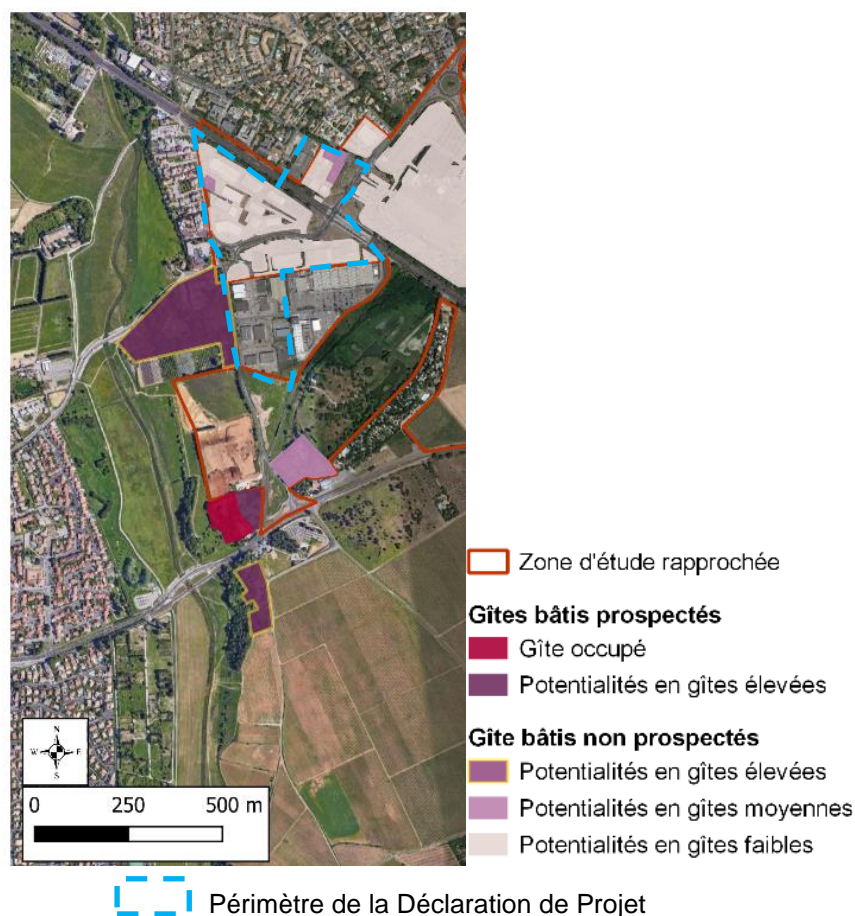 N
W E
S
0 250 500 m
Zone d'étude rapprochée
Gîtes bâtis prospectés
Gîte occupé
Potentialités en gîtes élevées
Gîte bâtis non prospectés
Potentialités en gîtes élevées
Potentialités en gîtes moyennes
Potentialités en gîtes faibles
Périmètre de la Déclaration de Projet